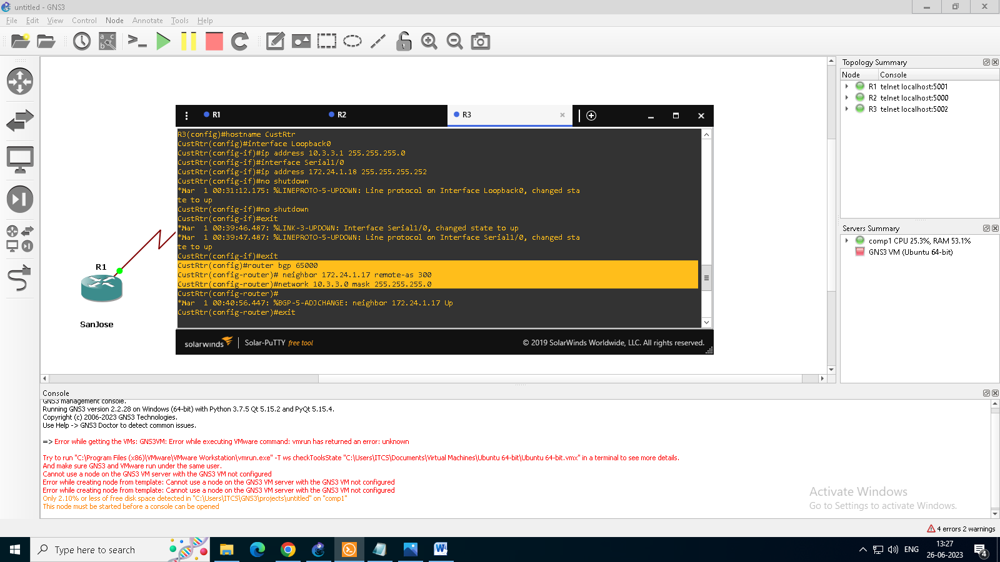 untitled - GNS3
File Edit View Control Node Annotate Tools Help
Topology Summary
Node Console
R1 telnet localhost:5001
R2 telnet localhost:5000
R3 telnet localhost:5002
R1
R2
R3
R3(config)#hostname CustRtr
CustRtr(config)#interface Loopback0
CustRtr(config-if)#ip address 10.3.3.1 255.255.255.0
CustRtr(config-if)#interface Serial1/0
CustRtr(config-if)#ip address 172.24.1.18 255.255.255.252
CustRtr(config-if)#no shutdown
*Mar  1 00:31:12.175: %LINEPROTO-5-UPDOWN: Line protocol on Interface Loopback0, changed sta
te to up
CustRtr(config-if)#no shutdown
CustRtr(config-if)#exit
*Mar  1 00:39:46.487: %LINK-3-UPDOWN: Interface Serial1/0, changed state to up
*Mar  1 00:39:47.487: %LINEPROTO-5-UPDOWN: Line protocol on Interface Serial1/0, changed sta
te to up
CustRtr(config-if)#exit
CustRtr(config)#router bgp 65000
CustRtr(config-router)# neighbor 172.24.1.17 remote-as 300
CustRtr(config-router)#network 10.3.3.0 mask 255.255.255.0
CustRtr(config-router)#
*Mar  1 00:40:56.447: %BGP-5-ADJCHANGE: neighbor 172.24.1.17 Up
CustRtr(config-router)#exit
solarwinds Solar-PuTTY free tool
© 2019 SolarWinds Worldwide, LLC. All rights reserved.
R1
SanJose
Servers Summary
comp1 CPU 25.3%, RAM 53.1%
GNS3 VM (Ubuntu 64-bit)
Console
GNS3 management console.
Running GNS3 version 2.2.28 on Windows (64-bit) with Python 3.7.5 Qt 5.15.2 and PyQt 5.15.4.
Copyright (c) 2006-2023 GNS3 Technologies.
Use Help -> GNS3 Doctor to detect common issues.
=> Error while getting the VMs: GNS3VM: Error while executing VMware command: vmrun has returned an error: unknown
Try to run "C:\Program Files (x86)\VMware\VMware Workstation\vmrun.exe" -T ws checkToolsState "C:\Users\ITCS\Documents\Virtual Machines\Ubuntu 64-bit\Ubuntu 64-bit.vmx" in a terminal to see more details.
And make sure GNS3 and VMware run under the same user.
Cannot use a node on the GNS3 VM server with the GNS3 VM not configured
Error while creating node from template: Cannot use a node on the GNS3 VM server with the GNS3 VM not configured
Error while creating node from template: Cannot use a node on the GNS3 VM server with the GNS3 VM not configured
Only 2.10% or less of free disk space detected in "C:\Users\ITCS\GNS3\projects\untitled" on "comp1"
This node must be started before a console can be opened
Activate Windows
Go to Settings to activate Windows.
4 errors 2 warnings
Type here to search
ENG
13:27
26-06-2023
4